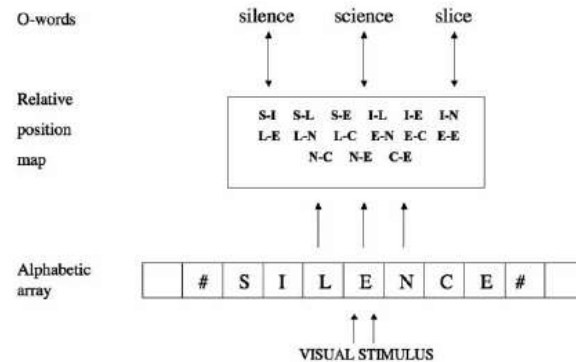 O-words silence science slice
Relative position map
S-I S-L S-E I-L I-E I-N
L-E L-N L-C E-N E-C E-E
N-C N-E C-E
Alphabetic array
# S I L E N C E #
VISUAL STIMULUS